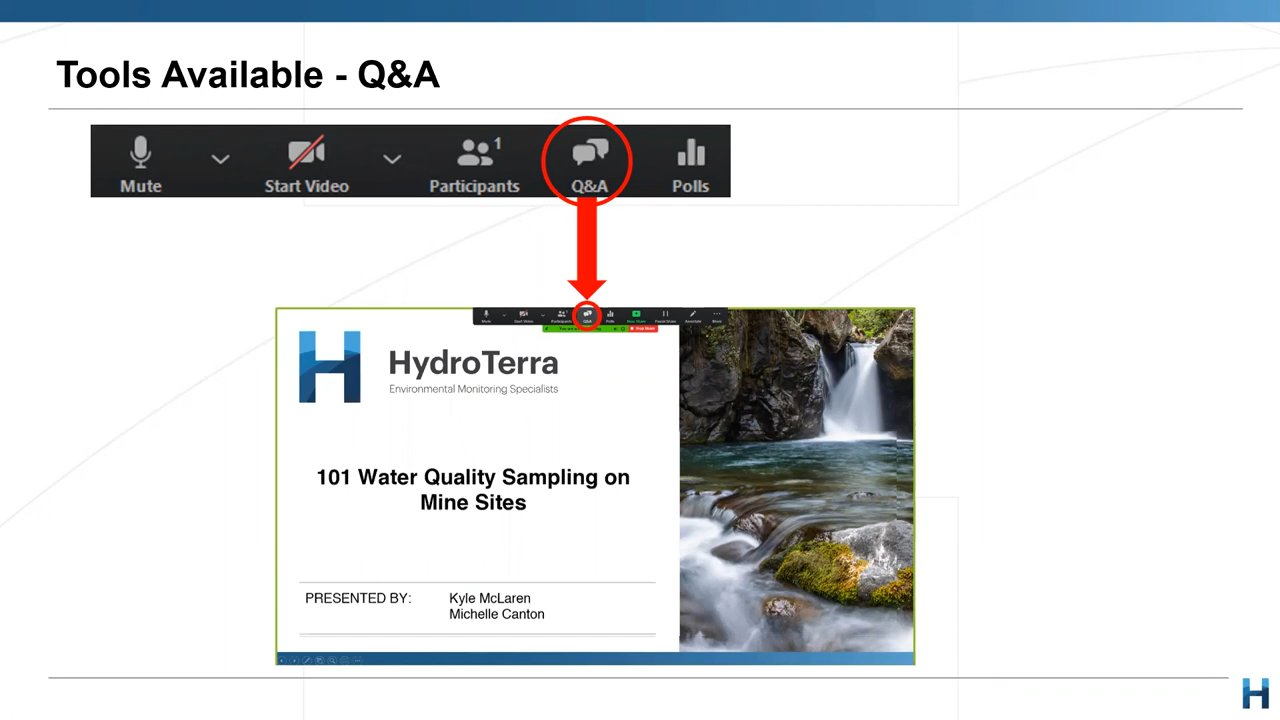 Tools Available - Q&A
1
Mute Start Video Participants Q&A Polls
HydroTerra
Environmental Monitoring Specialists
101 Water Quality Sampling on
Mine Sites
PRESENTED BY: Kyle McLaren
Michelle Canton